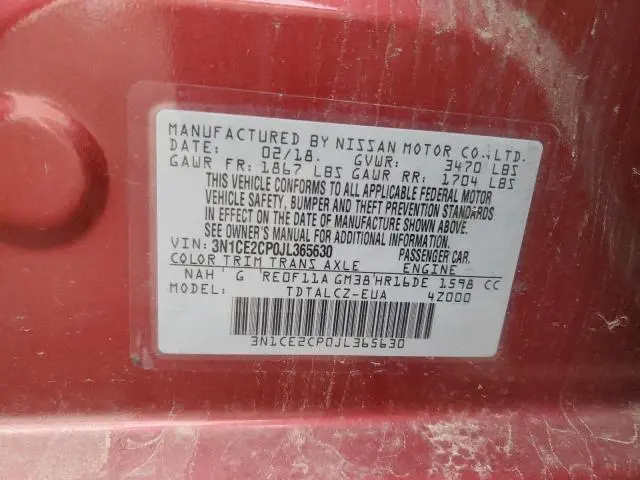 MANUFACTURED BY NISSAN MOTOR CO.,LTD.
DATE: 02/18. GVWR: 3470 LBS
GAWR FR: 1867 LBS GAWR RR: 1704 LBS
THIS VEHICLE CONFORMS TO ALL APPLICABLE FEDERAL MOTOR
VEHICLE SAFETY, BUMPER AND THEFT PREVENTION STANDARDS
IN EFFECT ON THE DATE OF MANUFACTURE SHOWN ABOVE.
SEE OWNER'S MANUAL FOR ADDITIONAL INFORMATION
VIN: 3N1CE2CP0JL365630 PASSENGER CAR.
COLOR TRIM TRANS AXLE ENGINE
NAH G RE0F11A GM38 HR16DE 1598 CC
MODEL: TDTALCZ-EUA 4Z000
3N1CE2CP0JL365630